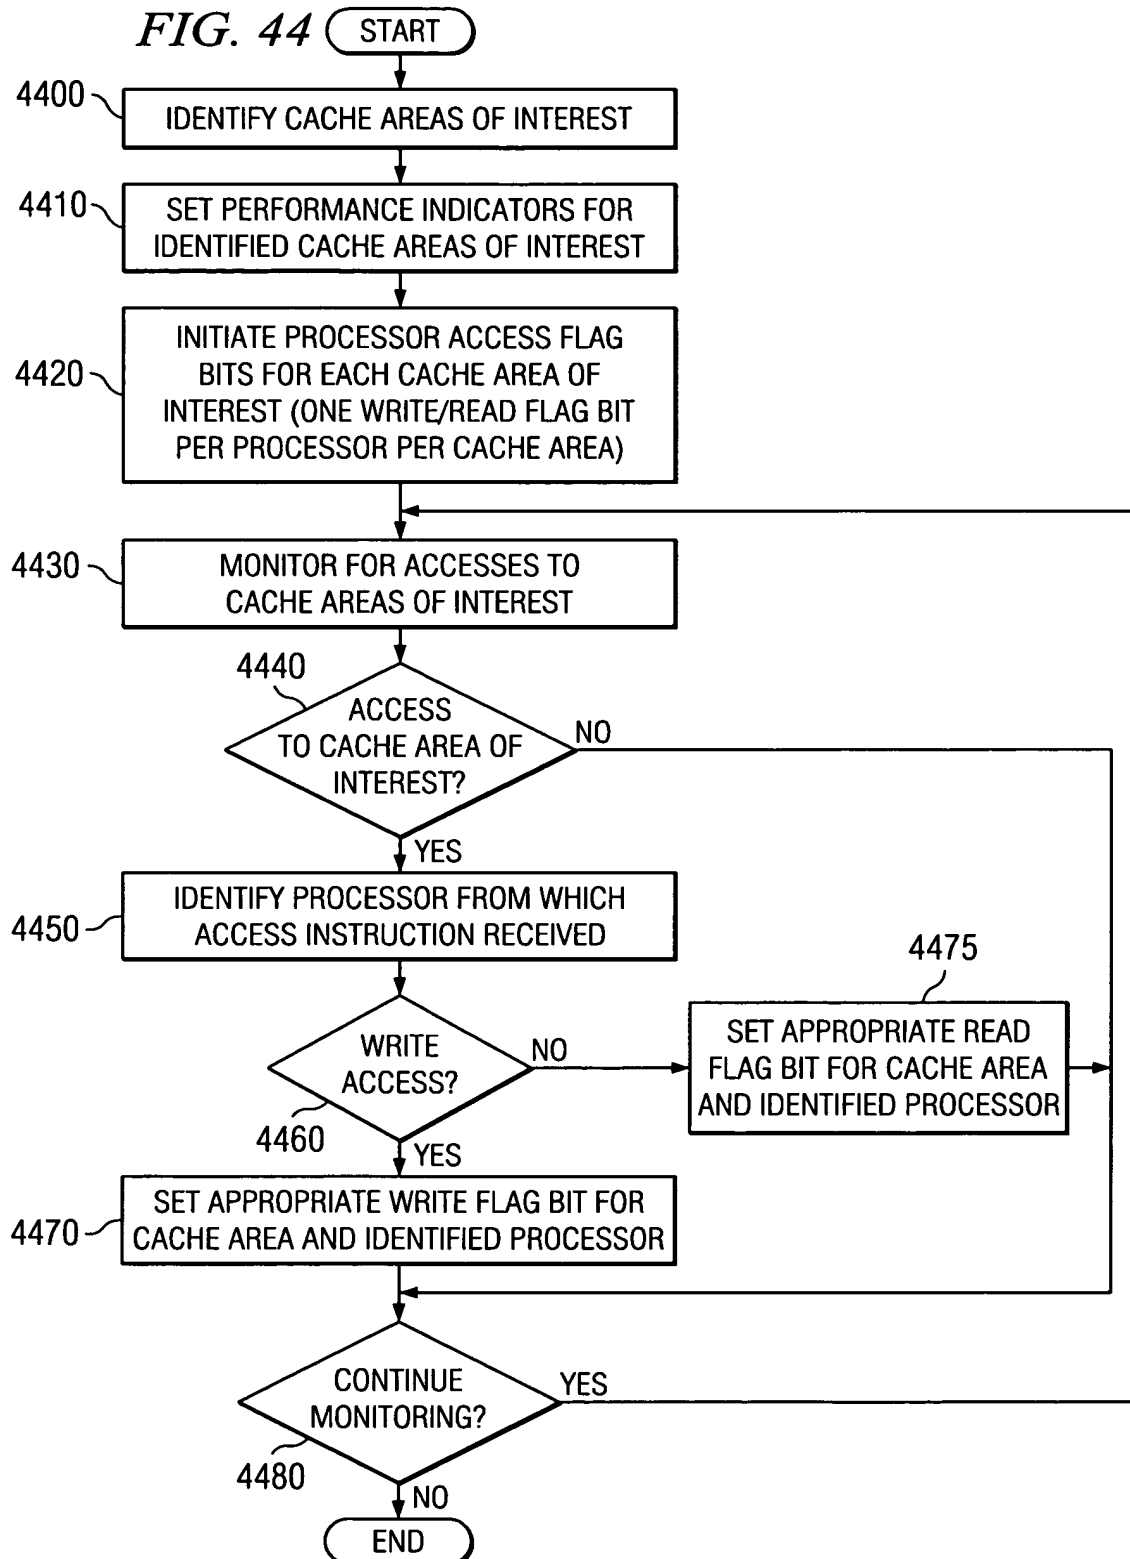 FIG. 44
START
4400
IDENTIFY CACHE AREAS OF INTEREST
4410
SET PERFORMANCE INDICATORS FOR
IDENTIFIED CACHE AREAS OF INTEREST
4420
INITIATE PROCESSOR ACCESS FLAG
BITS FOR EACH CACHE AREA OF
INTEREST (ONE WRITE/READ FLAG BIT
PER PROCESSOR PER CACHE AREA)
4430
MONITOR FOR ACCESSES TO
CACHE AREAS OF INTEREST
4440
ACCESS
TO CACHE AREA OF
INTEREST?
NO
YES
4450
IDENTIFY PROCESSOR FROM WHICH
ACCESS INSTRUCTION RECEIVED
WRITE
ACCESS?
4460
NO
4475
SET APPROPRIATE READ
FLAG BIT FOR CACHE AREA
AND IDENTIFIED PROCESSOR
YES
4470
SET APPROPRIATE WRITE FLAG BIT FOR
CACHE AREA AND IDENTIFIED PROCESSOR
CONTINUE
MONITORING?
YES
4480
NO
END